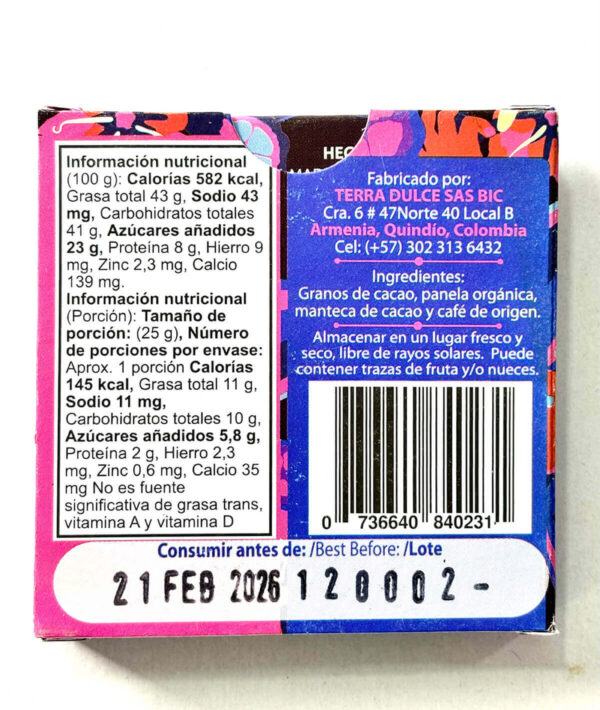 HEC
Información nutricional
(100 g): Calorías 582 kcal,
Grasa total 43 g, Sodio 43
mg, Carbohidratos totales
41 g, Azúcares añadidos
23 g, Proteína 8 g, Hierro 9
mg, Zinc 2,3 mg, Calcio
139 mg.
Información nutricional
(Porción): Tamaño de
porción: (25 g), Número
de porciones por envase:
Aprox. 1 porción Calorías
145 kcal, Grasa total 11 g,
Sodio 11 mg,
Carbohidratos totales 10 g,
Azúcares añadidos 5,8 g,
Proteína 2 g, Hierro 2,3
mg, Zinc 0,6 mg, Calcio 35
mg No es fuente
significativa de grasa trans,
vitamina A y vitamina D
Fabricado por:
TERRA DULCE SAS BIC
Cra. 6 # 47Norte 40 Local B
Armenia, Quindío, Colombia
Cel: (+57) 302 313 6432
Ingredientes:
Granos de cacao, panela orgánica,
manteca de cacao y café de origen.
Almacenar en un lugar fresco y
seco, libre de rayos solares. Puede
contener trazas de fruta y/o nueces.
0 736640 840231
Consumir antes de: /Best Before: /Lote
21 FEB 2026 120002-